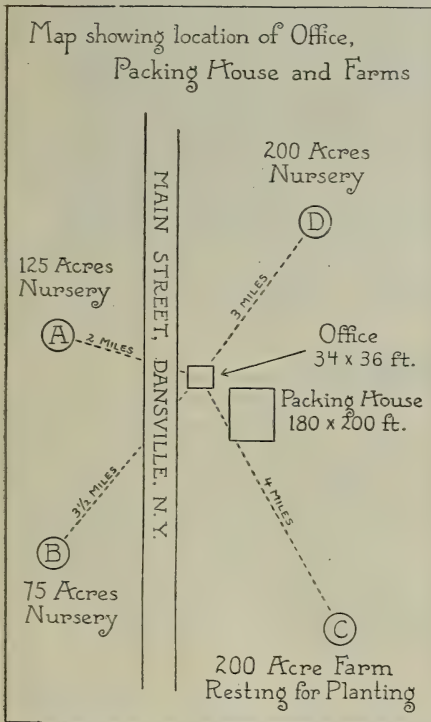 Map showing location of Office,
Packing House and Farms
200 Acres
Nursery
D
125 Acres
Nursery
A
2 MILES
3 MILES
MAIN STREET, DANSVILLE, N.Y.
Office
34 x 36 ft.
Packing House
180 x 200 ft.
3½ MILES
4 MILES
B
75 Acres
Nursery
C
200 Acre Farm
Resting for Planting